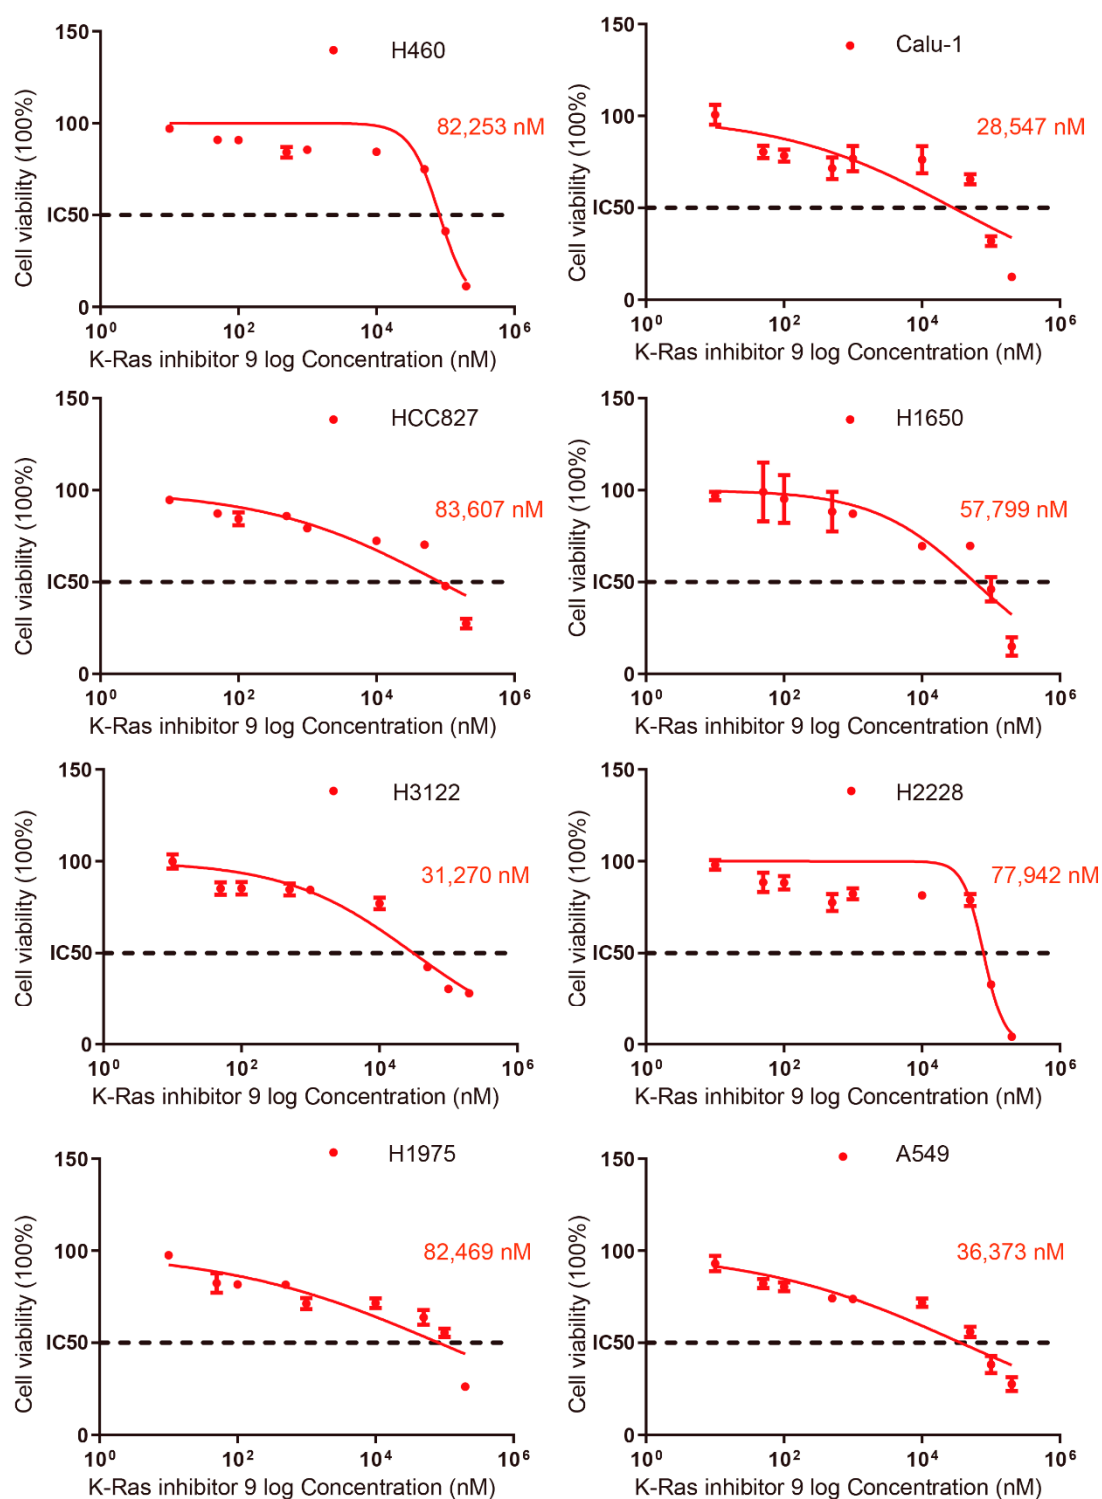 150
H460
Cell viability (100%)
100
82,253 nM
IC50
0
10⁰ 10² 10⁴ 10⁶
K-Ras inhibitor 9 log Concentration (nM)
150
Calu-1
Cell viability (100%)
100
28,547 nM
IC50
0
10⁰ 10² 10⁴ 10⁶
K-Ras inhibitor 9 log Concentration (nM)
150
HCC827
Cell viability (100%)
100
83,607 nM
IC50
0
10⁰ 10² 10⁴ 10⁶
K-Ras inhibitor 9 log Concentration (nM)
150
H1650
Cell viability (100%)
100
57,799 nM
IC50
0
10⁰ 10² 10⁴ 10⁶
K-Ras inhibitor 9 log Concentration (nM)
150
H3122
Cell viability (100%)
100
31,270 nM
IC50
0
10⁰ 10² 10⁴ 10⁶
K-Ras inhibitor 9 log Concentration (nM)
150
H2228
Cell viability (100%)
100
77,942 nM
IC50
0
10⁰ 10² 10⁴ 10⁶
K-Ras inhibitor 9 log Concentration (nM)
150
H1975
Cell viability (100%)
100
82,469 nM
IC50
0
10⁰ 10² 10⁴ 10⁶
K-Ras inhibitor 9 log Concentration (nM)
150
A549
Cell viability (100%)
100
36,373 nM
IC50
0
10⁰ 10² 10⁴ 10⁶
K-Ras inhibitor 9 log Concentration (nM)